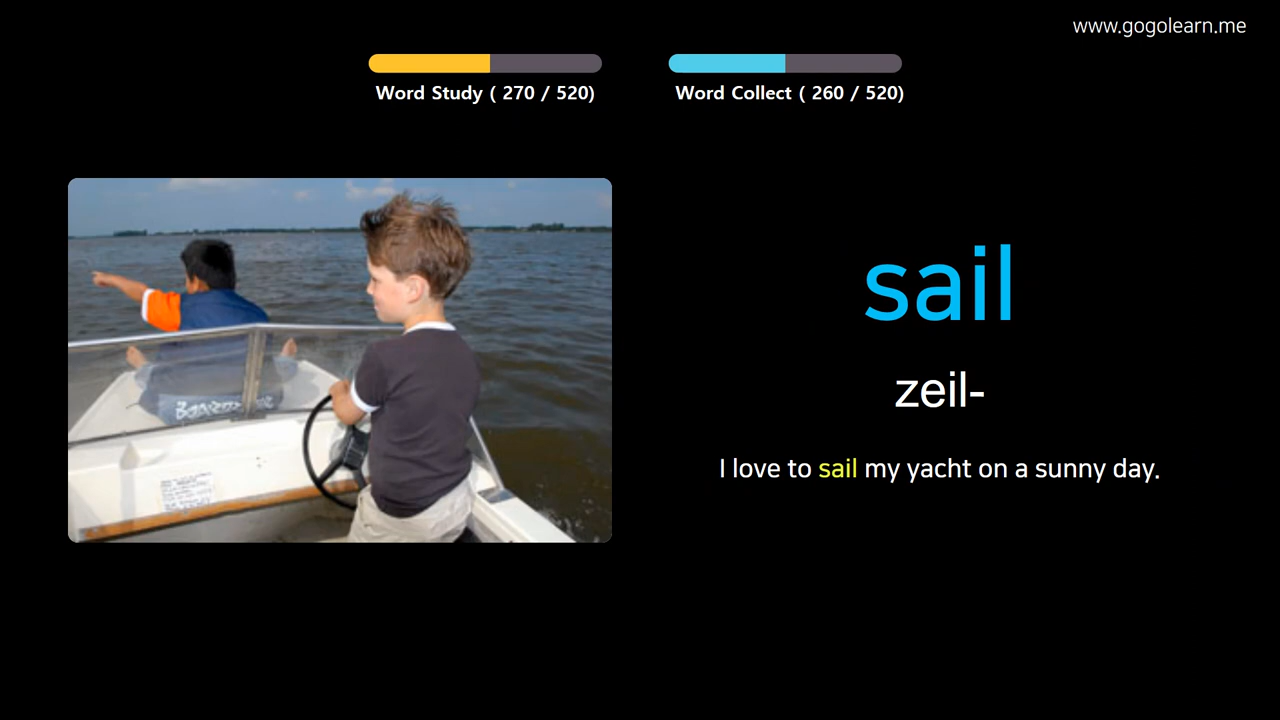 www.gogolearn.me
Word Study ( 270 / 520)
Word Collect ( 260 / 520)
sail
zeil-
I love to sail my yacht on a sunny day.